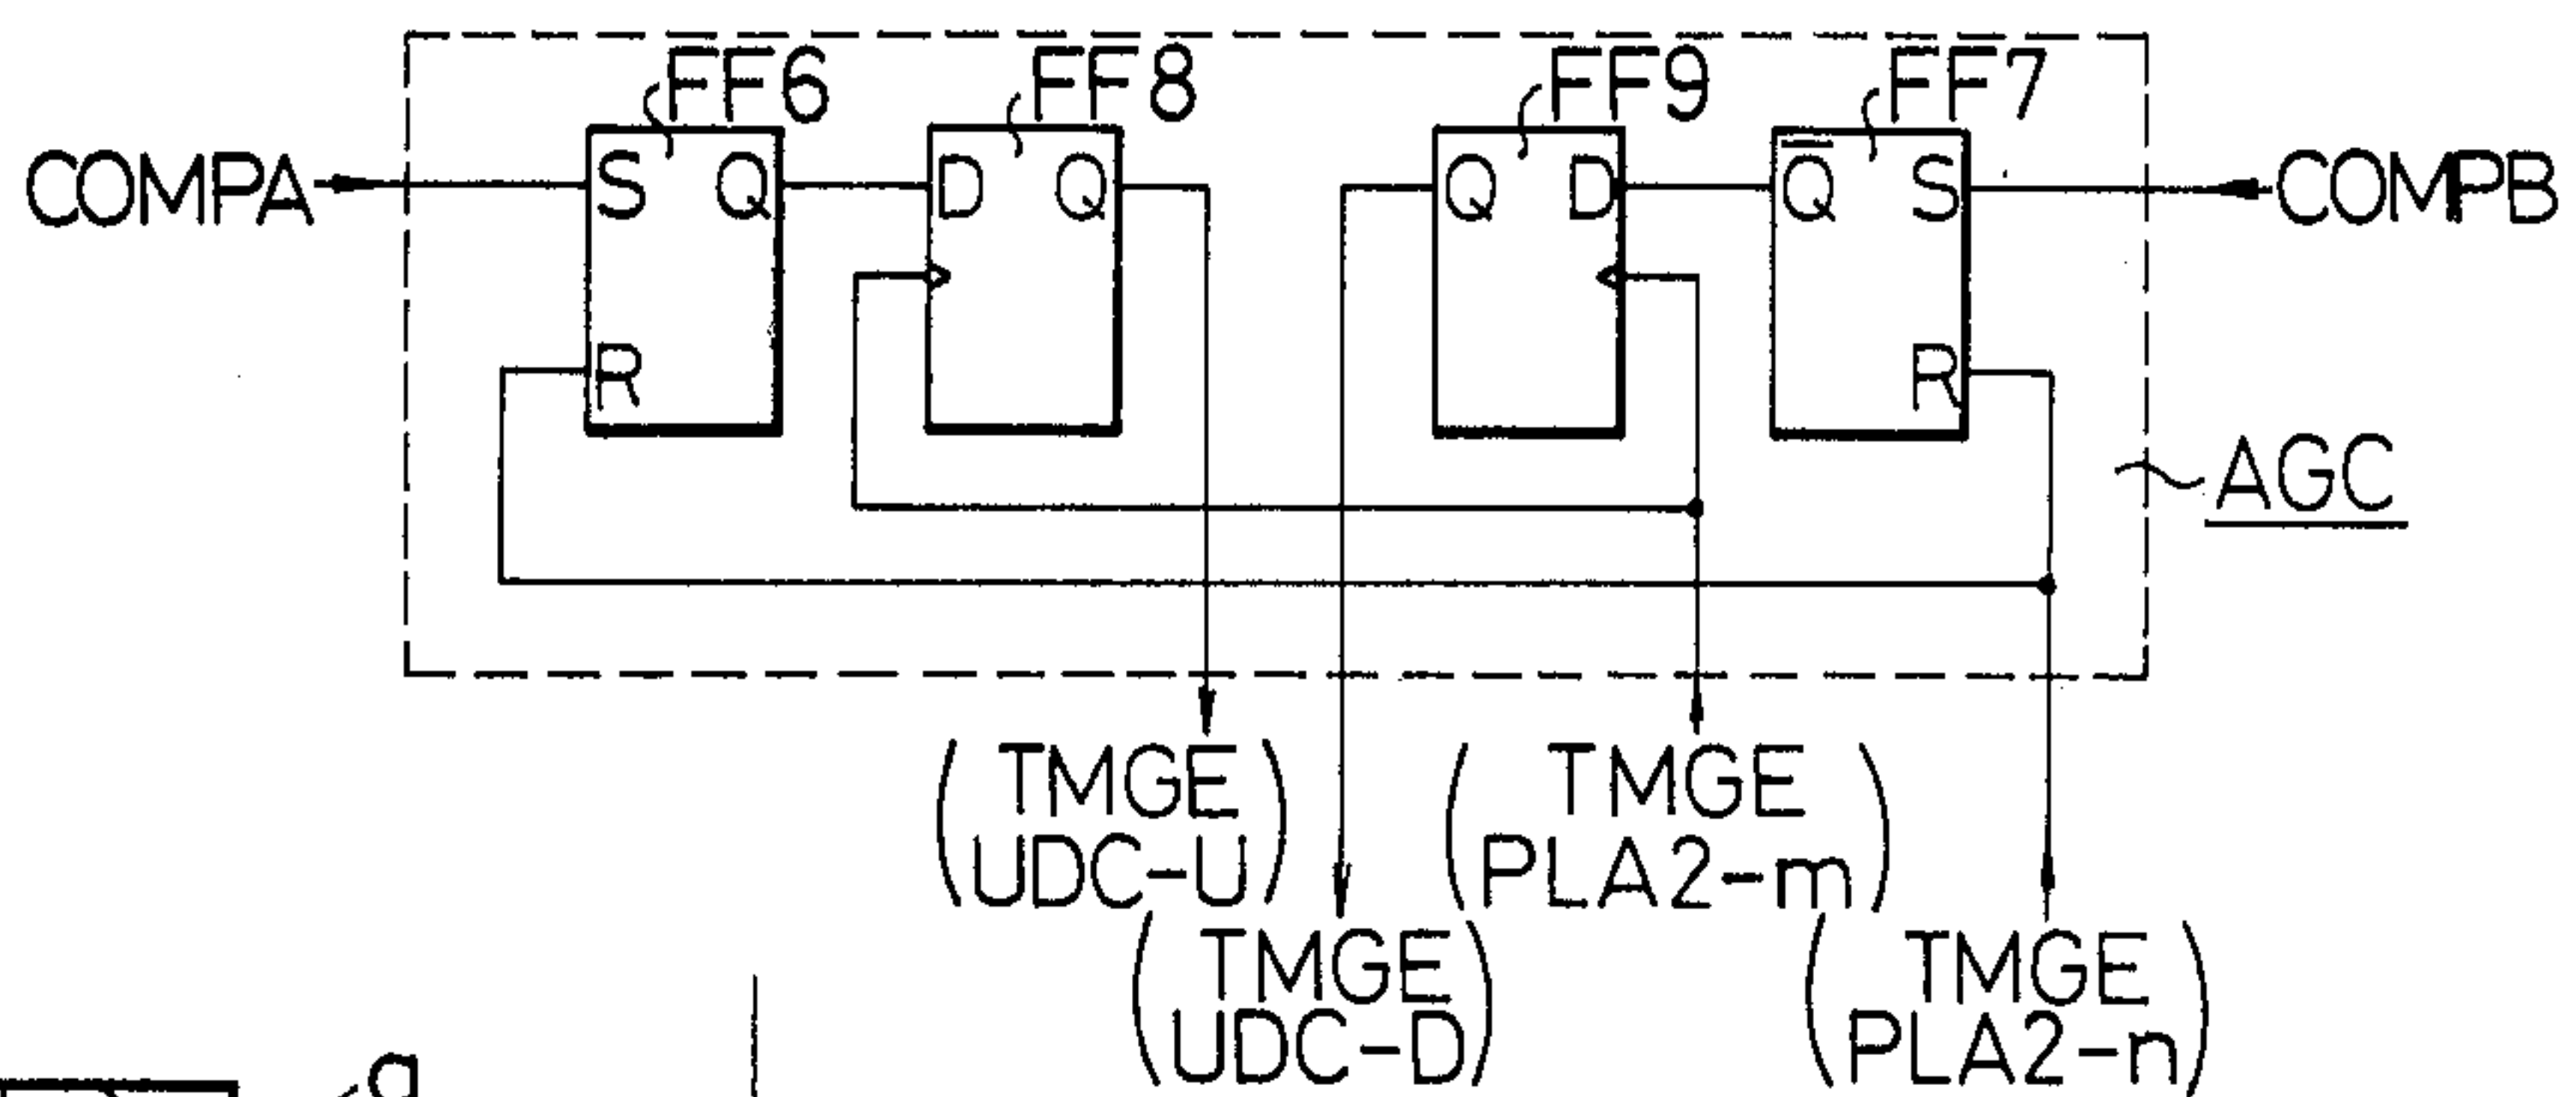 FF6 FF8 FF9 FF7
COMPA S Q D Q Q D Q̅ S COMPB
R R
AGC
(TMGE UDC-U)
(TMGE UDC-D)
(TMGE PLA2-m)
(TMGE PLA2-n)
a